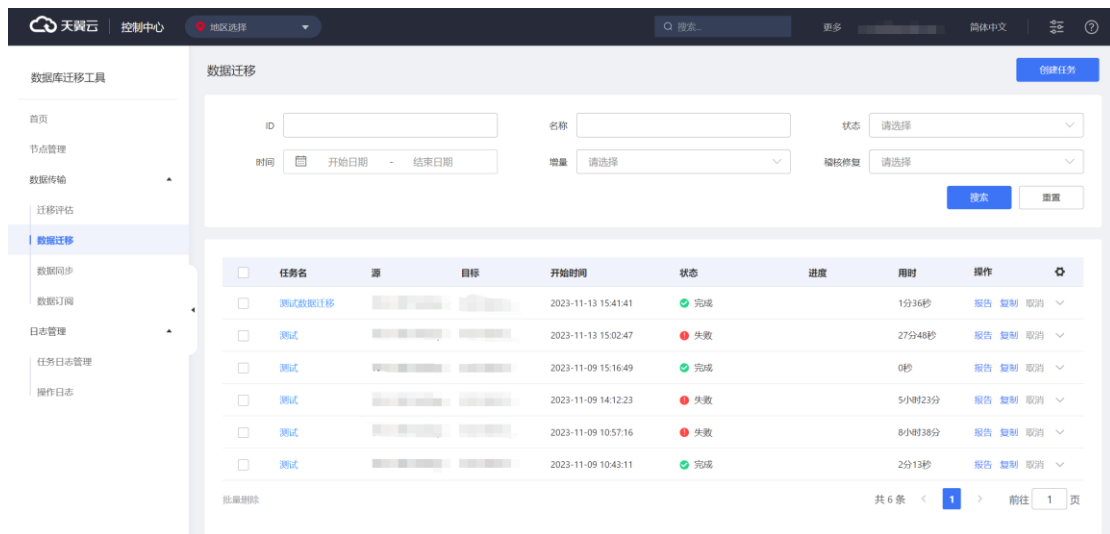 天翼云 控制中心 地区选择 搜索... 更多 简体中文
数据库迁移工具
首页
节点管理
数据传输
迁移评估
数据迁移
数据同步
数据订阅
日志管理
任务日志管理
操作日志
数据迁移 创建任务
ID 名称 状态 请选择
时间 开始日期 - 结束日期 增量 请选择 稽核修复 请选择
搜索 重置
任务名 源 目标 开始时间 状态 进度 用时 操作
测试数据迁移 2023-11-13 15:41:41 完成 1分36秒 报告 复制 取消
测试 2023-11-13 15:02:47 失败 27分48秒 报告 复制 取消
测试 2023-11-09 15:16:49 完成 0秒 报告 复制 取消
测试 2023-11-09 14:12:23 失败 5小时23分 报告 复制 取消
测试 2023-11-09 10:57:16 失败 8小时38分 报告 复制 取消
测试 2023-11-09 10:43:11 完成 2分13秒 报告 复制 取消
批量删除 共 6 条 1 前往 1 页